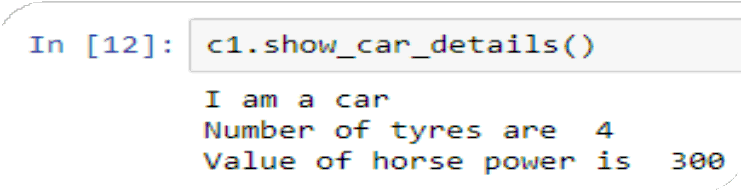 In [12]: c1.show_car_details()
I am a car
Number of tyres are  4
Value of horse power is  300